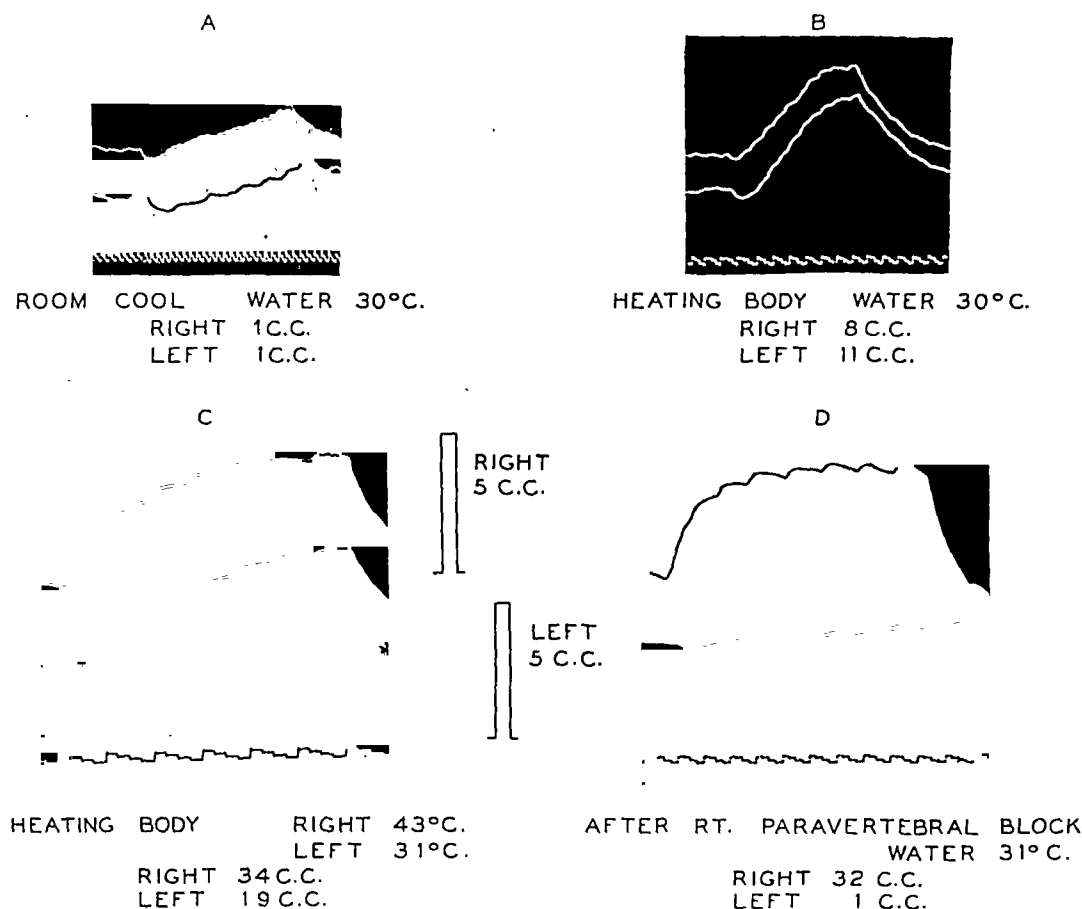 A
B
ROOM COOL WATER 30°C.
RIGHT 1C.C.
LEFT 1C.C.
HEATING BODY WATER 30°C.
RIGHT 8C.C.
LEFT 11C.C.
C
D
RIGHT
5 C.C.
LEFT
5 C.C.
HEATING BODY RIGHT 43°C.
LEFT 31°C.
RIGHT 34C.C.
LEFT 19C.C.
AFTER RT. PARAVERTEBRAL BLOCK
WATER 31°C.
RIGHT 32 C.C.
LEFT 1 C.C.